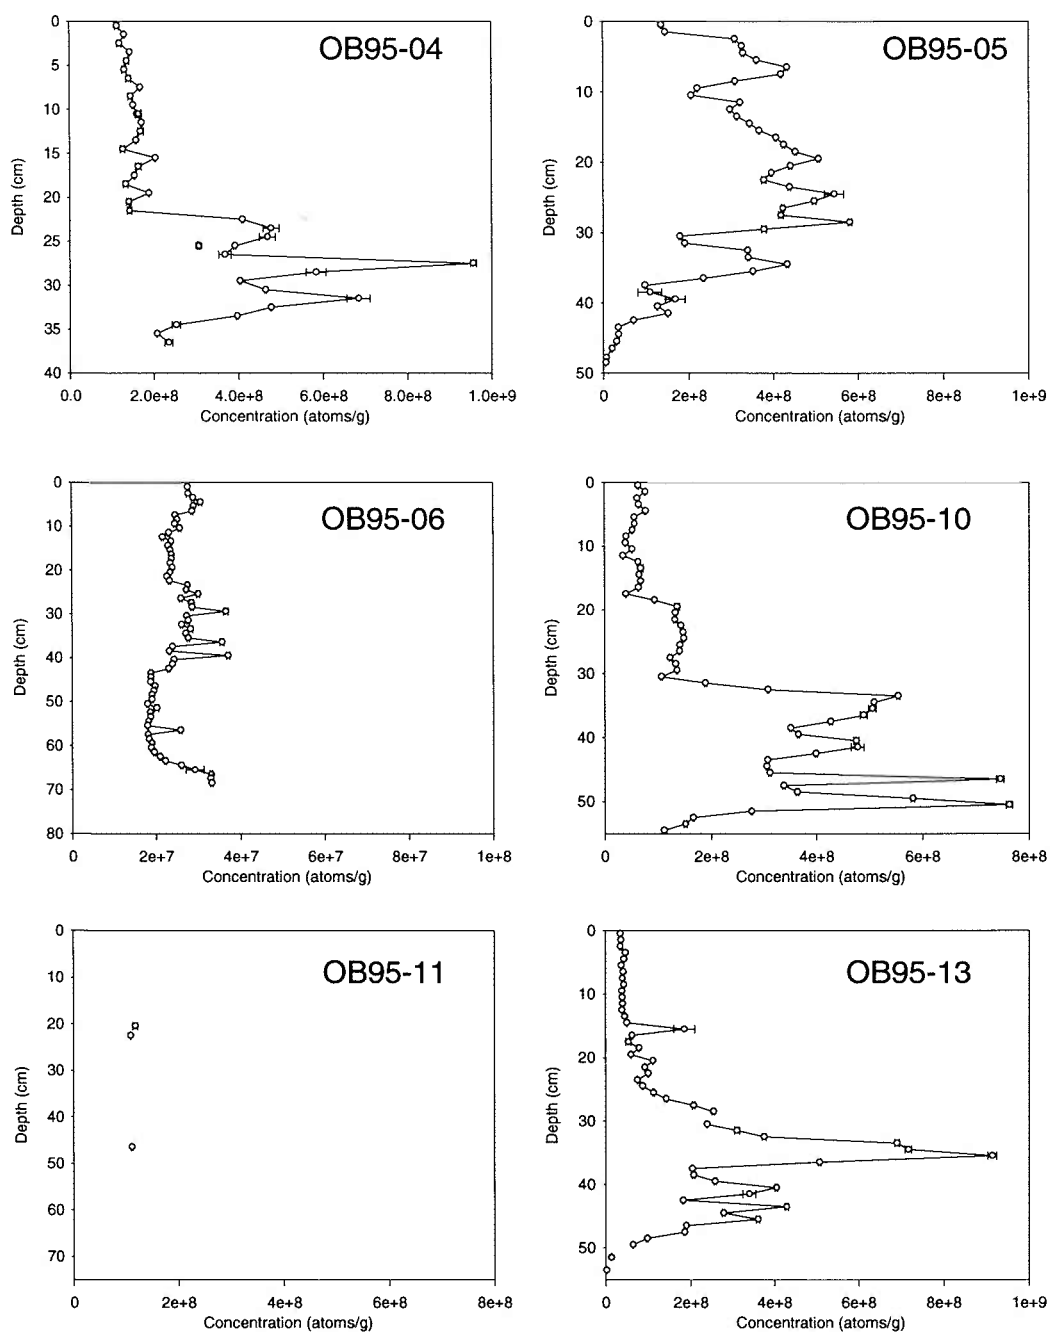 OB95-04
0
5
10
15
20
25
30
35
40
Depth (cm)
0.0 2.0e+8 4.0e+8 6.0e+8 8.0e+8 1.0e+9
Concentration (atoms/g)
OB95-05
0
10
20
30
40
50
Depth (cm)
0 2e+8 4e+8 6e+8 8e+8 1e+9
Concentration (atoms/g)
OB95-06
0
10
20
30
40
50
60
70
80
Depth (cm)
0 2e+7 4e+7 6e+7 8e+7 1e+8
Concentration (atoms/g)
OB95-10
0
10
20
30
40
50
Depth (cm)
0 2e+8 4e+8 6e+8 8e+8
Concentration (atoms/g)
OB95-11
0
10
20
30
40
50
60
70
Depth (cm)
0 2e+8 4e+8 6e+8 8e+8
Concentration (atoms/g)
OB95-13
0
10
20
30
40
50
Depth (cm)
0 2e+8 4e+8 6e+8 8e+8 1e+9
Concentration (atoms/g)